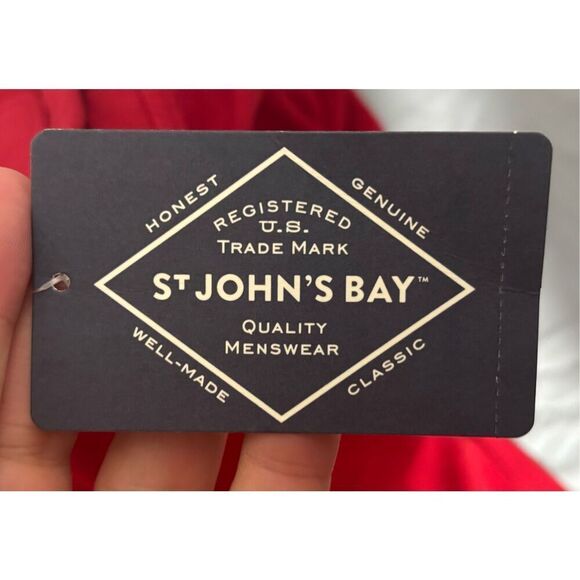 HONEST
GENUINE
REGISTERED
U.S.
TRADE MARK
ST JOHN'S BAY™
QUALITY
MENSWEAR
WELL-MADE
CLASSIC